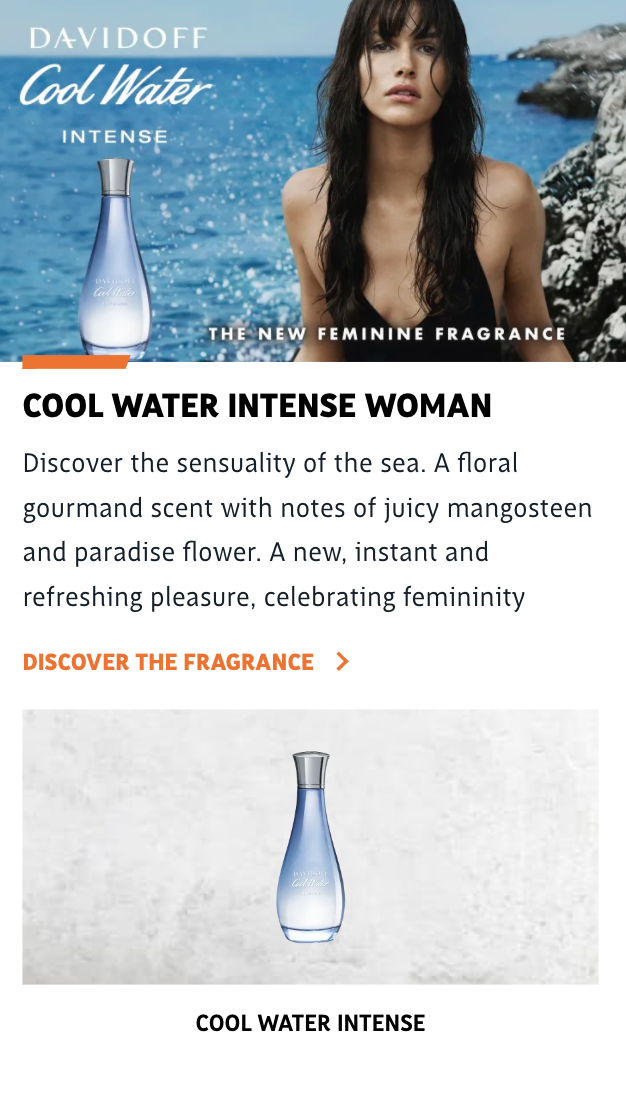 DAVIDOFF
Cool Water
INTENSE
DAVIDOFF
Cool Water
THE NEW FEMININE FRAGRANCE
COOL WATER INTENSE WOMAN
Discover the sensuality of the sea. A floral
gourmand scent with notes of juicy mangosteen
and paradise flower. A new, instant and
refreshing pleasure, celebrating femininity
DISCOVER THE FRAGRANCE
DAVIDOFF
Cool Water
COOL WATER INTENSE